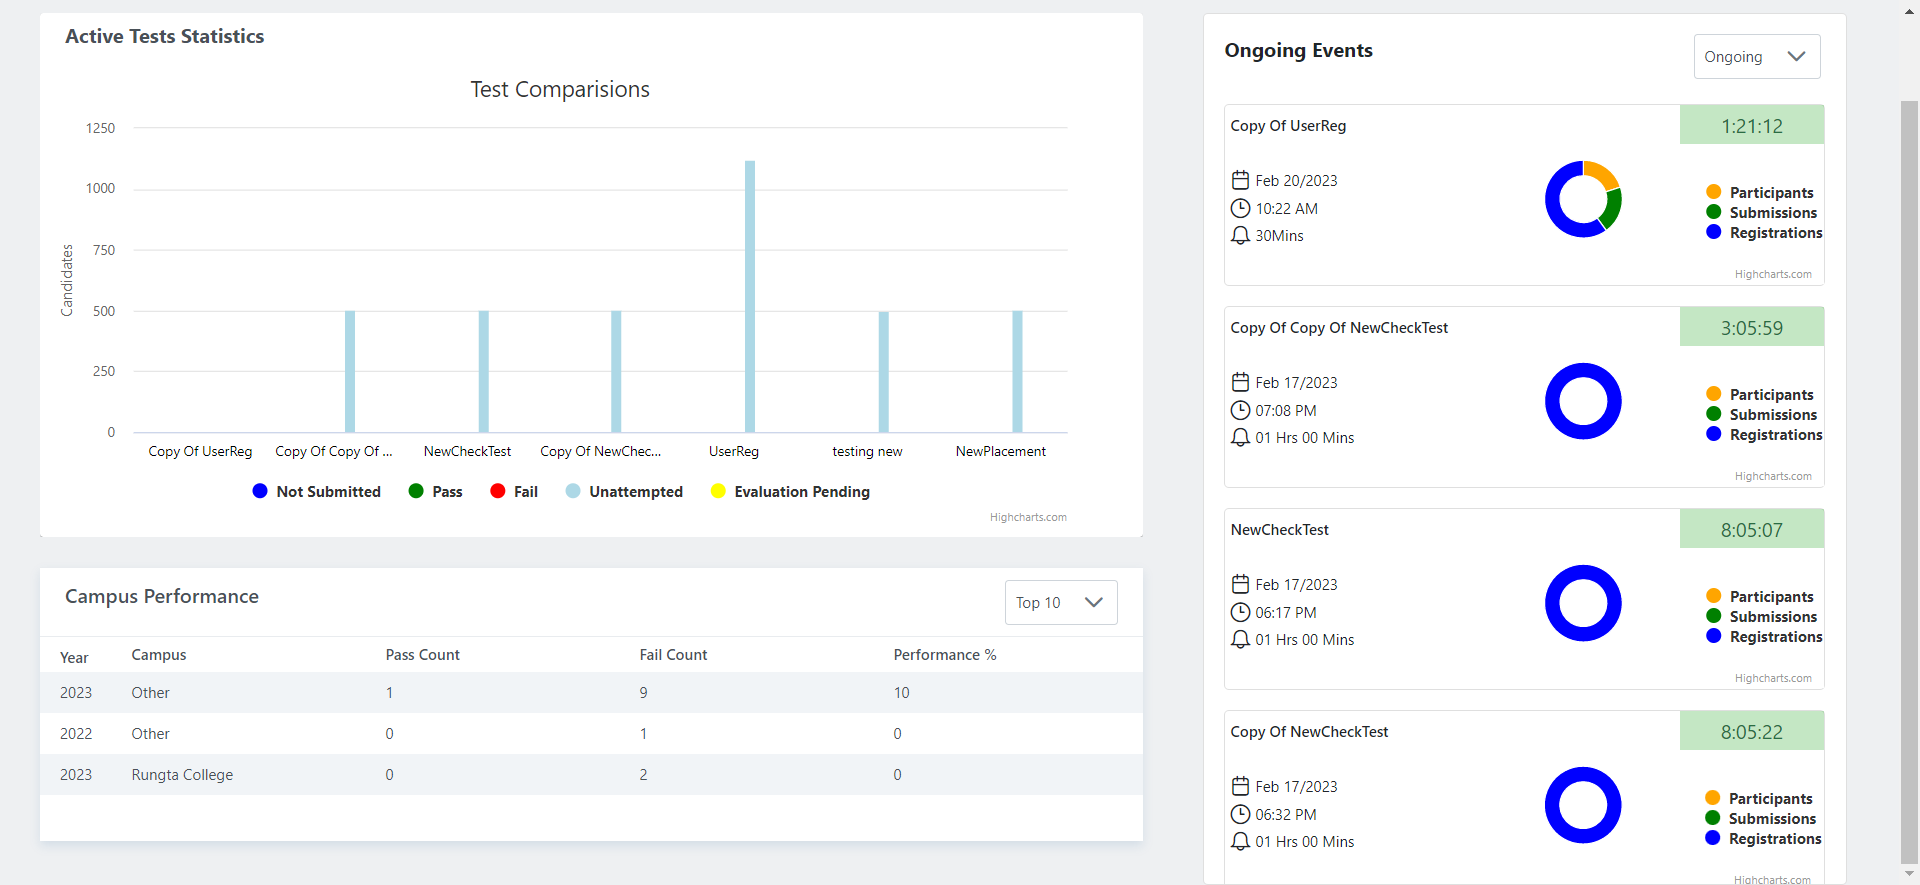 Active Tests Statistics
Test Comparisions
Candidates
1250
1000
750
500
250
0
Copy Of UserReg
Copy Of Copy Of ...
NewCheckTest
Copy Of NewChec...
UserReg
testing new
NewPlacement
Not Submitted
Pass
Fail
Unattempted
Evaluation Pending
Highcharts.com
Campus Performance
Top 10
Year Campus Pass Count Fail Count Performance %
2023 Other 1 9 10
2022 Other 0 1 0
2023 Rungta College 0 2 0
Ongoing Events
Ongoing
Copy Of UserReg
1:21:12
Feb 20/2023
10:22 AM
30Mins
Participants
Submissions
Registrations
Highcharts.com
Copy Of Copy Of NewCheckTest
3:05:59
Feb 17/2023
07:08 PM
01 Hrs 00 Mins
Participants
Submissions
Registrations
Highcharts.com
NewCheckTest
8:05:07
Feb 17/2023
06:17 PM
01 Hrs 00 Mins
Participants
Submissions
Registrations
Highcharts.com
Copy Of NewCheckTest
8:05:22
Feb 17/2023
06:32 PM
01 Hrs 00 Mins
Participants
Submissions
Registrations
Highcharts.com